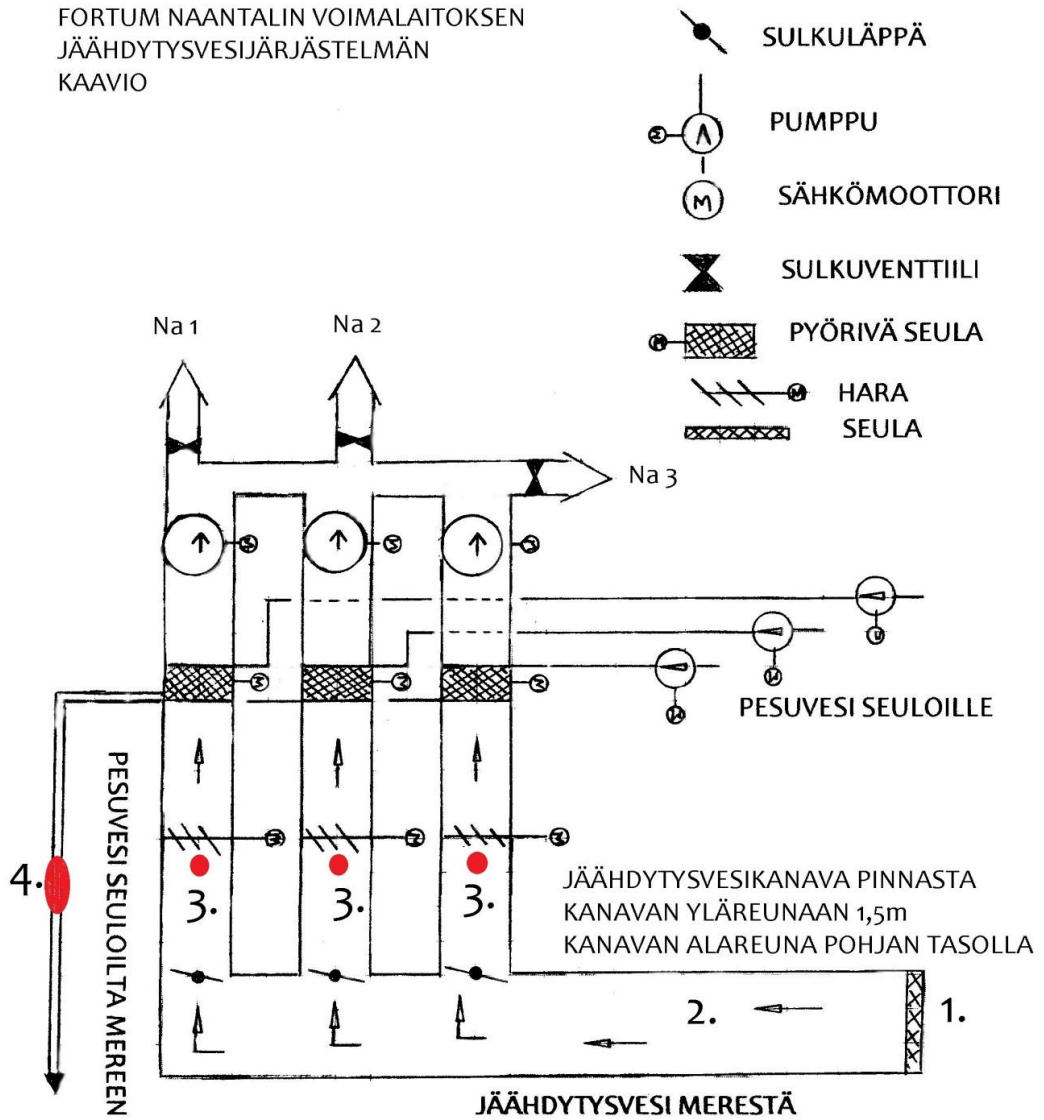 FORTUM NAANTALIN VOIMALAITOKSEN
JÄÄHDYTYSVESIJÄRJÄSTELMÄN
KAAVIO
SULKULÄPPÄ
M
PUMPPU
M
SÄHKÖMOOTTORI
SULKUVENTTIILI
M
PYÖRIVÄ SEULA
M
HARA
SEULA
Na 1
Na 2
Na 3
M
M
M
M
M
M
M
M
M
PESUVESI SEULOILLE
M
M
M
PESUVESI SEULOILTA MEREEN
4.
3.
3.
3.
JÄÄHDYTYSVESIKANAVA PINNASTA
KANAVAN YLÄREUNAAN 1,5m
KANAVAN ALAREUNA POHJAN TASOLLA
2.
1.
JÄÄHDYTYSVESI MERESTÄ